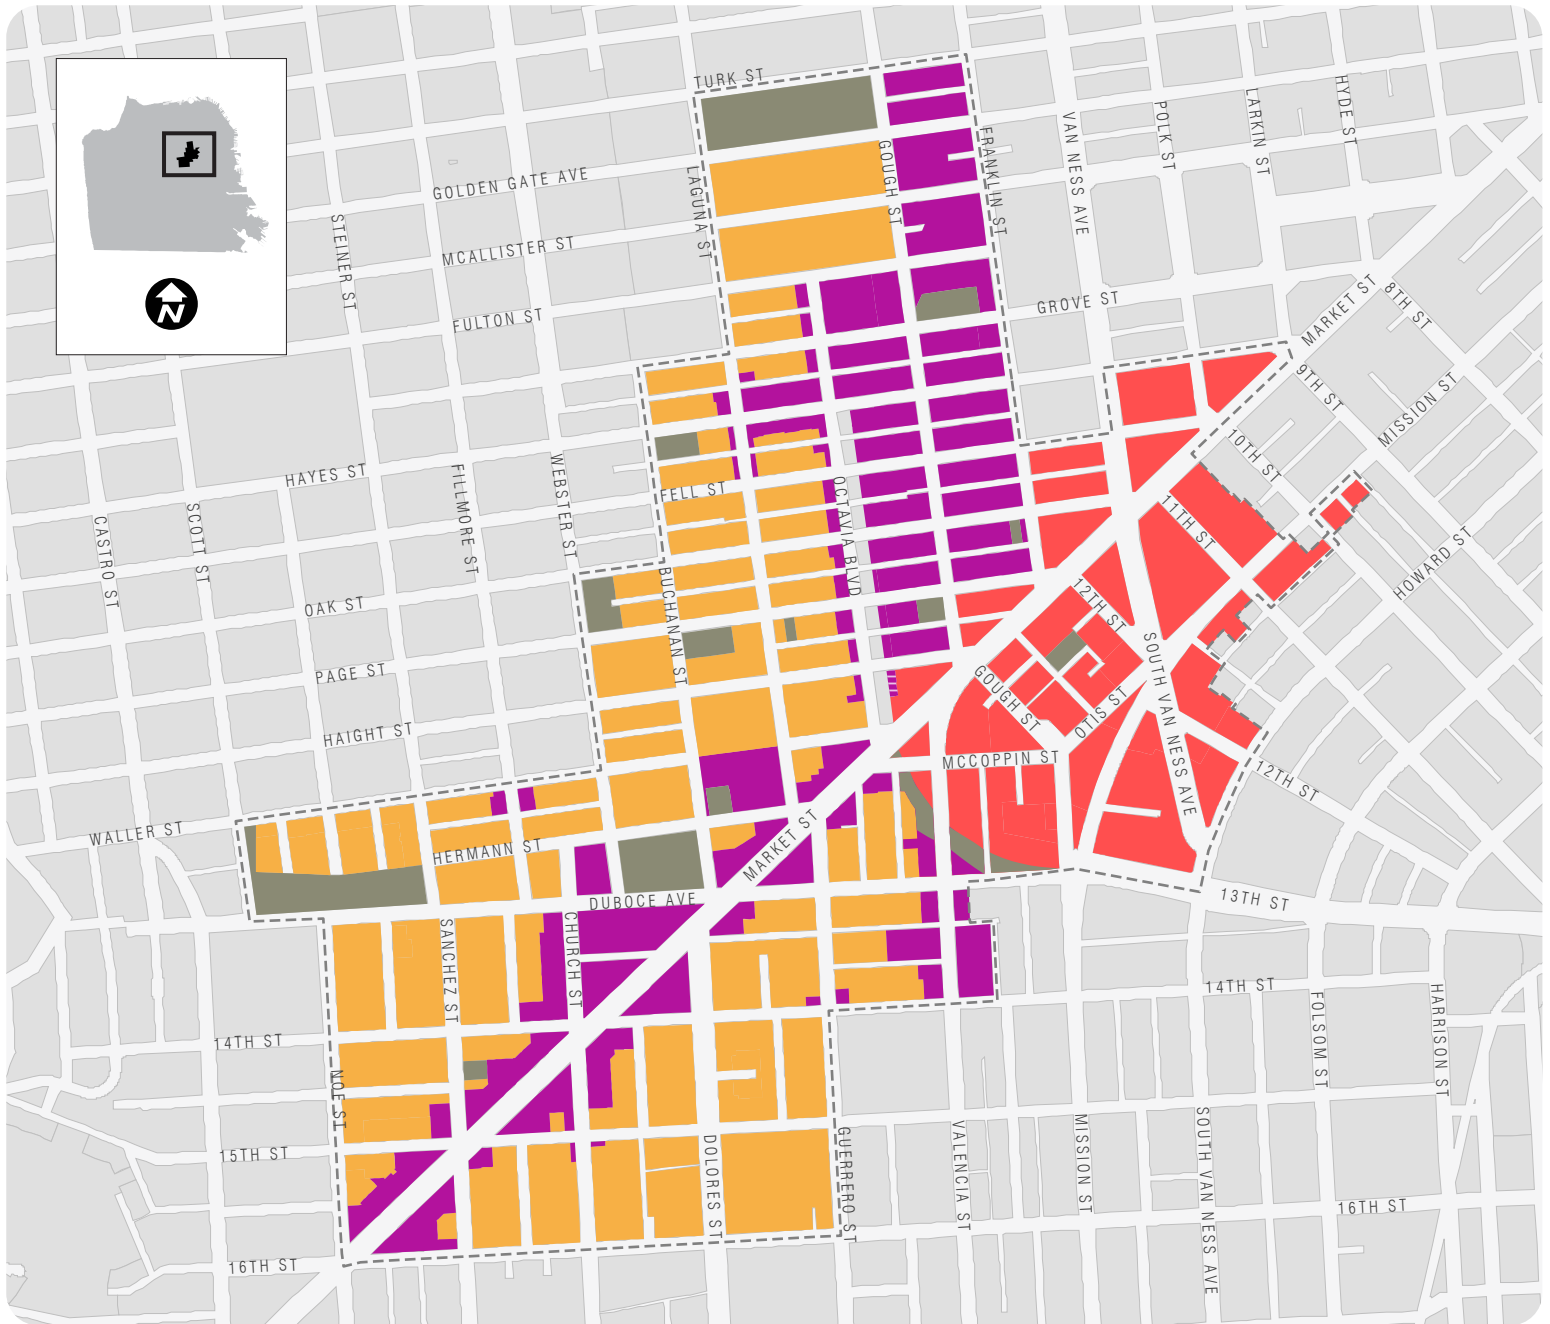 TURK ST
GOLDEN GATE AVE
MCALLISTER ST
FULTON ST
GROVE ST
STEINER ST
LAGUNA ST
GOUGH ST
FRANKLIN ST
VAN NESS AVE
POLK ST
LARKIN ST
HYDE ST
N
MARKET ST
8TH ST
9TH ST
MISSION ST
10TH ST
11TH ST
HOWARD ST
12TH ST
HAYES ST
FELL ST
OAK ST
PAGE ST
HAIGHT ST
WALLER ST
HERMANN ST
DUBOCE AVE
CASTRO ST
SCOTT ST
FILLMORE ST
WEBSTER ST
BUCHANAN ST
OCTAVIA BLVD
GOUGH ST
OTIS ST
SOUTH VAN NESS AVE
MCCOPPIN ST
12TH ST
MARKET ST
13TH ST
SANCHEZ ST
CHURCH ST
14TH ST
14TH ST
NOE ST
15TH ST
16TH ST
16TH ST
DOLORES ST
GUERRERO ST
VALENCIA ST
MISSION ST
SOUTH VAN NESS AVE
FOLSOM ST
HARRISON ST